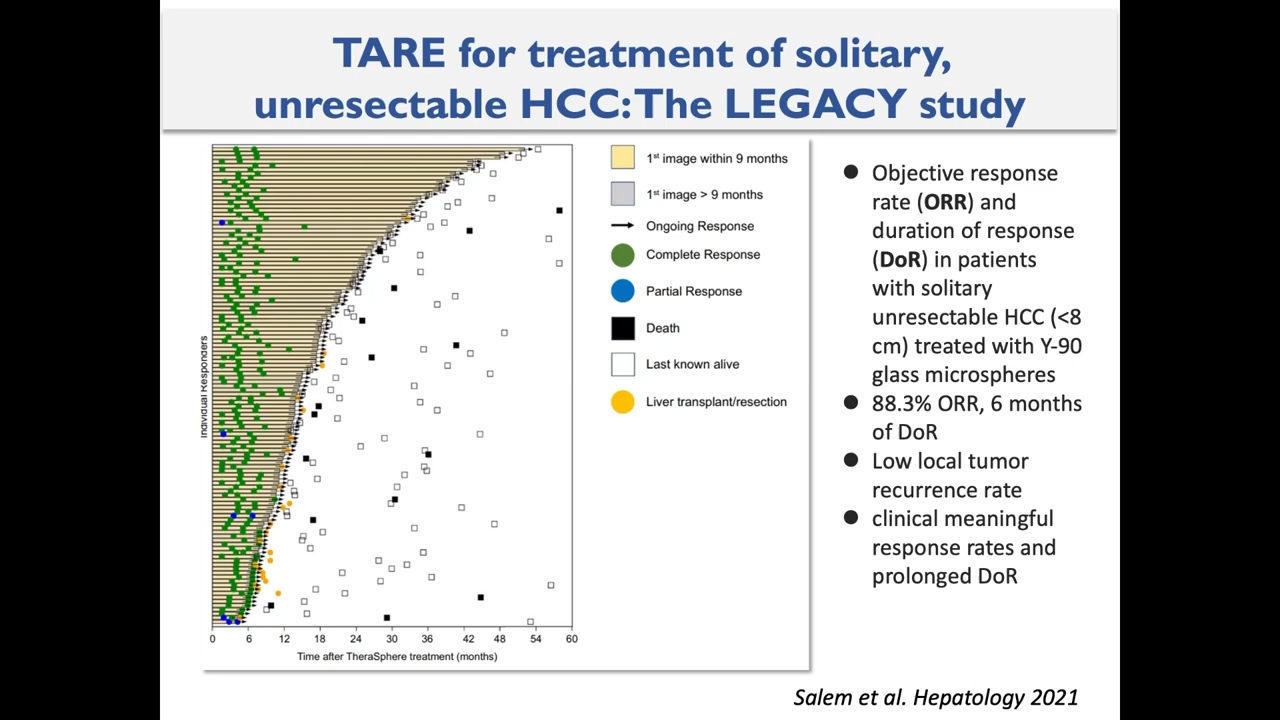 TARE for treatment of solitary,
unresectable HCC: The LEGACY study
Individual Responders
0 6 12 18 24 30 36 42 48 54 60
Time after TheraSphere treatment (months)
1st image within 9 months
1st image > 9 months
Ongoing Response
Complete Response
Partial Response
Death
Last known alive
Liver transplant/resection
● Objective response
rate (ORR) and
duration of response
(DoR) in patients
with solitary
unresectable HCC (<8
cm) treated with Y-90
glass microspheres
● 88.3% ORR, 6 months
of DoR
● Low local tumor
recurrence rate
● clinical meaningful
response rates and
prolonged DoR
Salem et al. Hepatology 2021